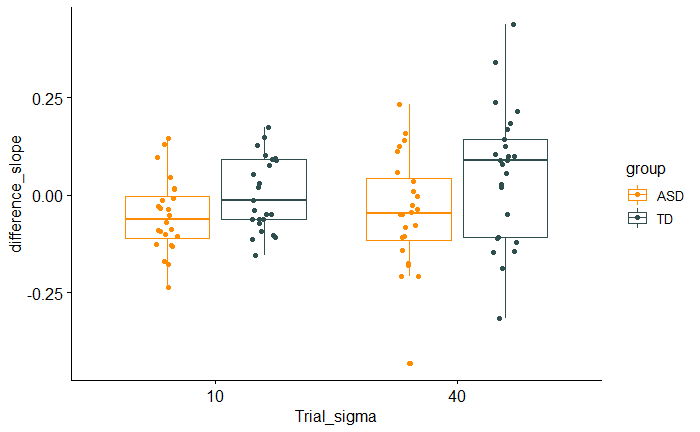 0.25
0.00
-0.25
difference_slope
10
40
Trial_sigma
group
ASD
TD